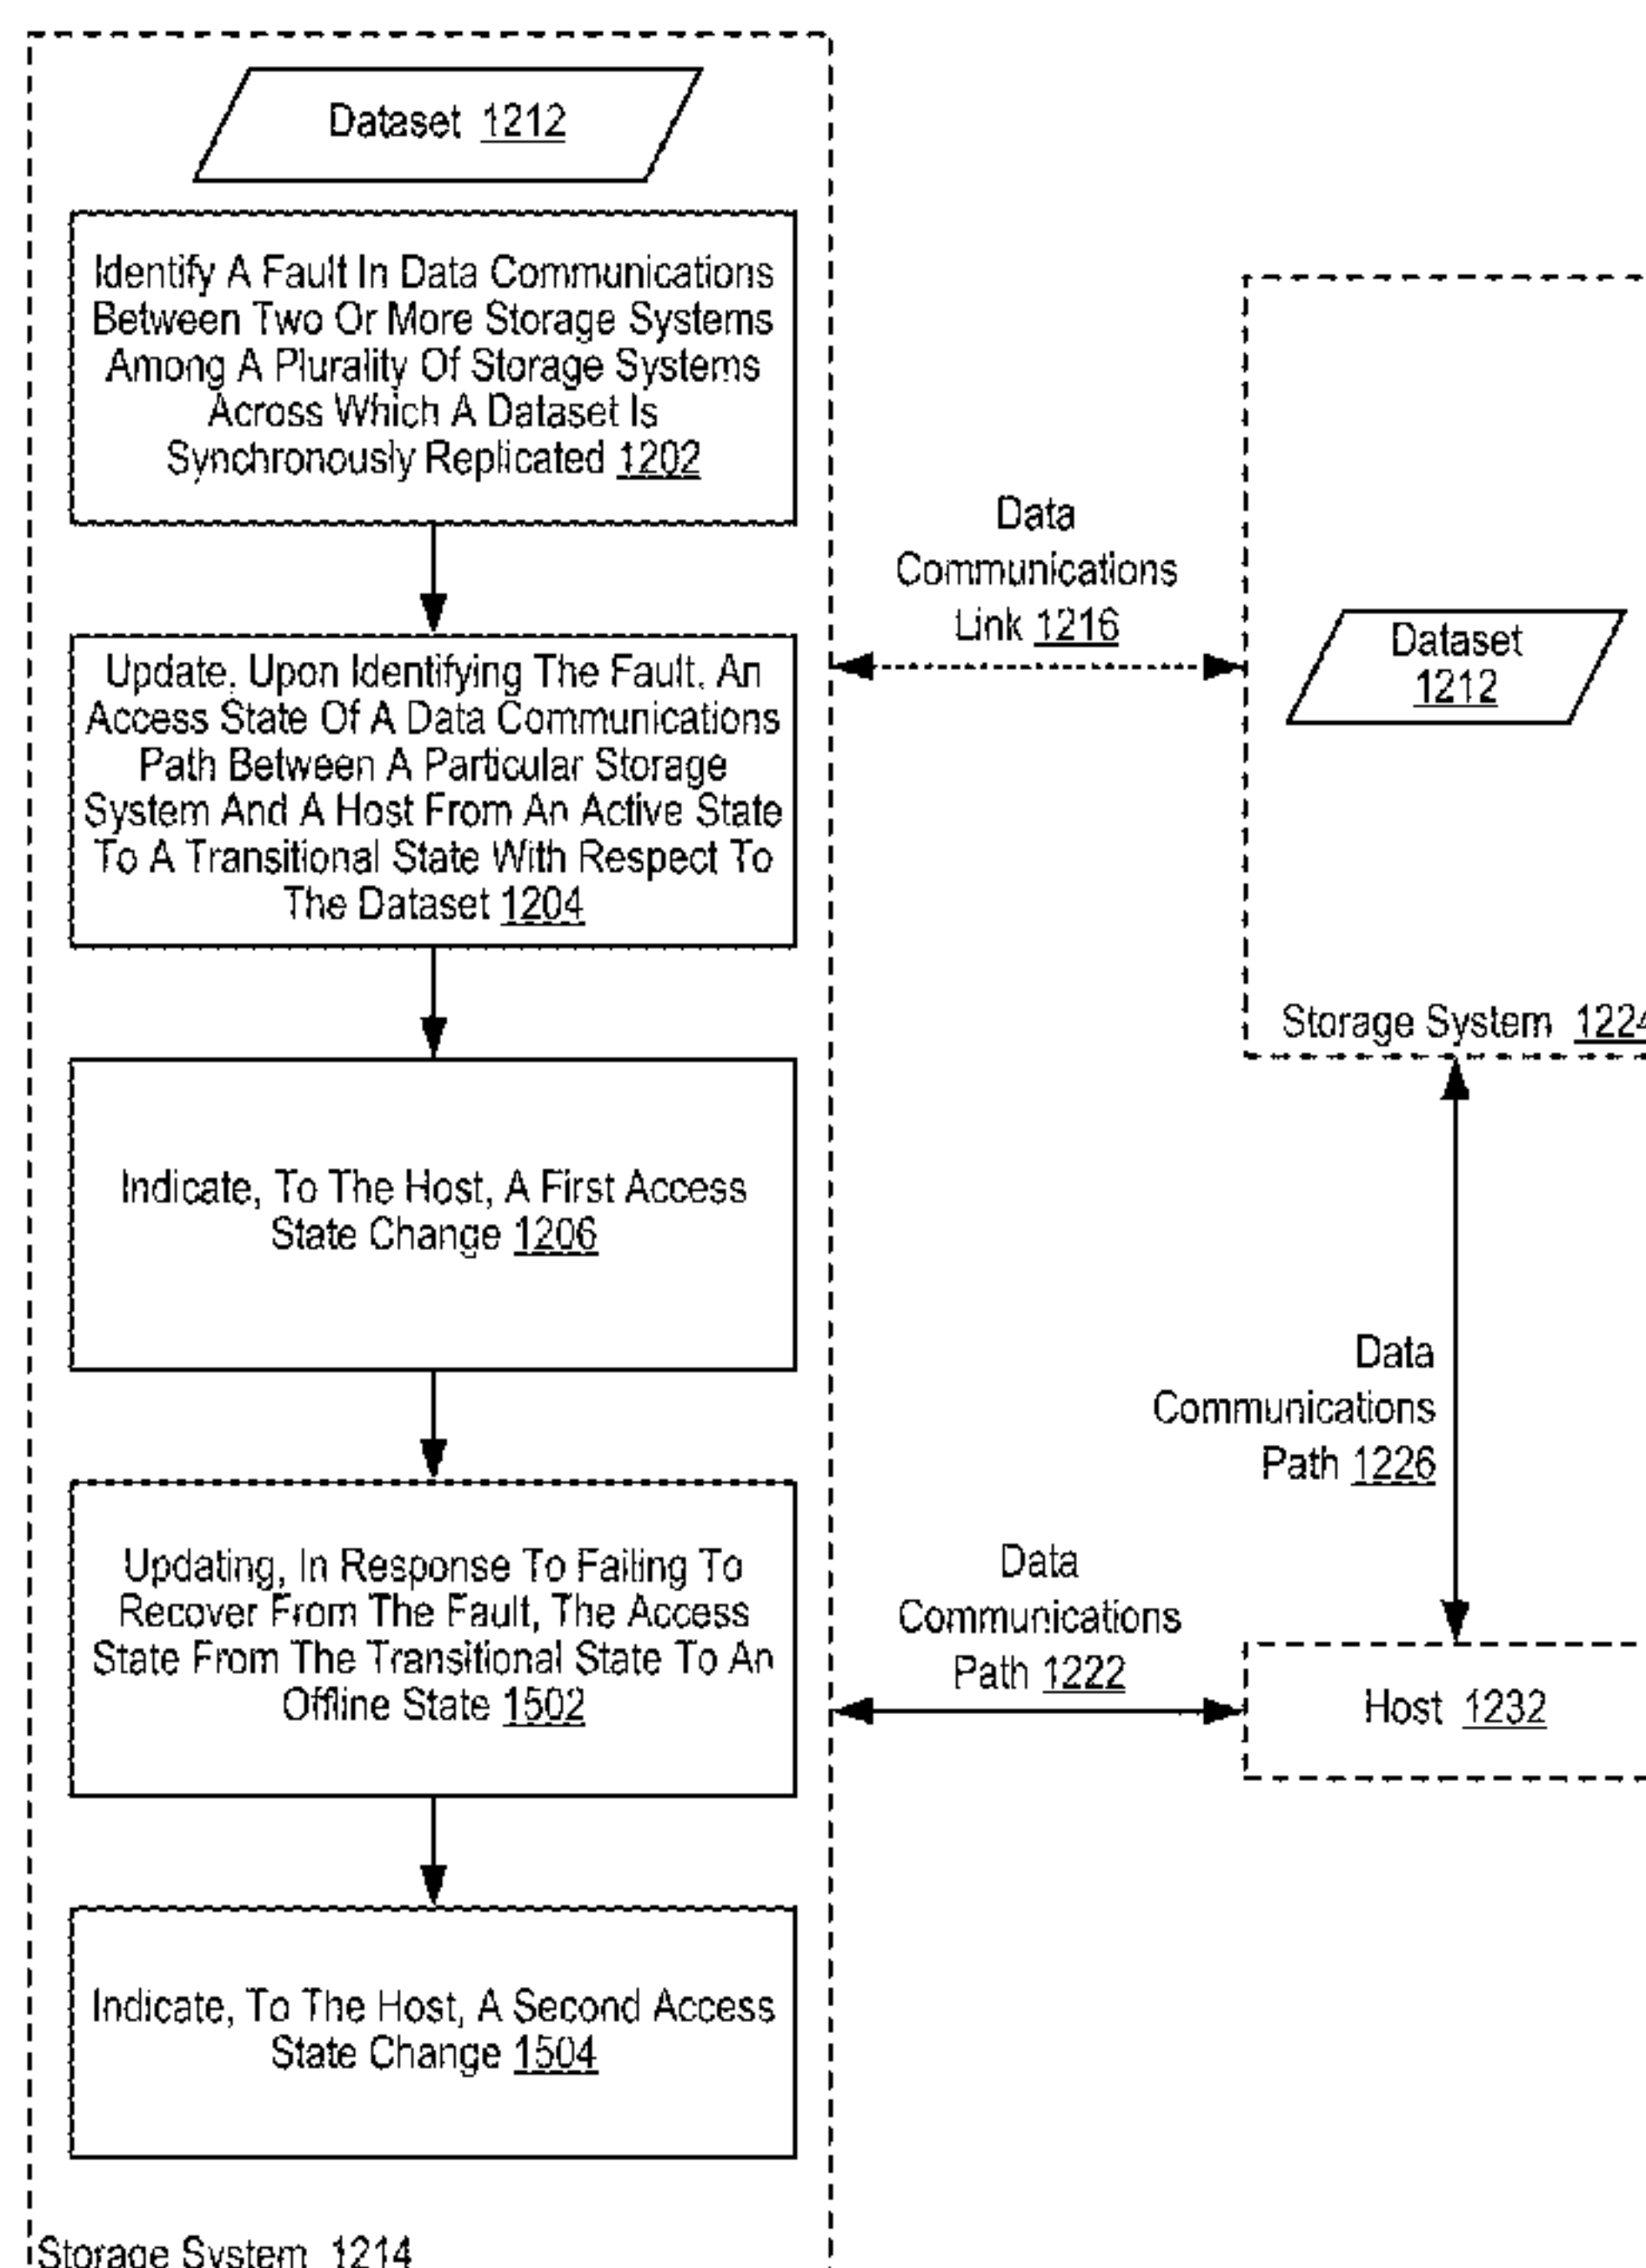 Dataset 1212
Identify A Fault In Data Communications
Between Two Or More Storage Systems
Among A Plurality Of Storage Systems
Across Which A Dataset Is
Synchronously Replicated 1202
Update, Upon Identifying The Fault, An
Access State Of A Data Communications
Path Between A Particular Storage
System And A Host From An Active State
To A Transitional State With Respect To
The Dataset 1204
Indicate, To The Host, A First Access
State Change 1206
Updating, In Response To Failing To
Recover From The Fault, The Access
State From The Transitional State To An
Offline State 1502
Indicate, To The Host, A Second Access
State Change 1504
Storage System 1214
Data
Communications
Link 1216
Dataset
1212
Storage System 1224
Data
Communications
Path 1226
Data
Communications
Path 1222
Host 1232